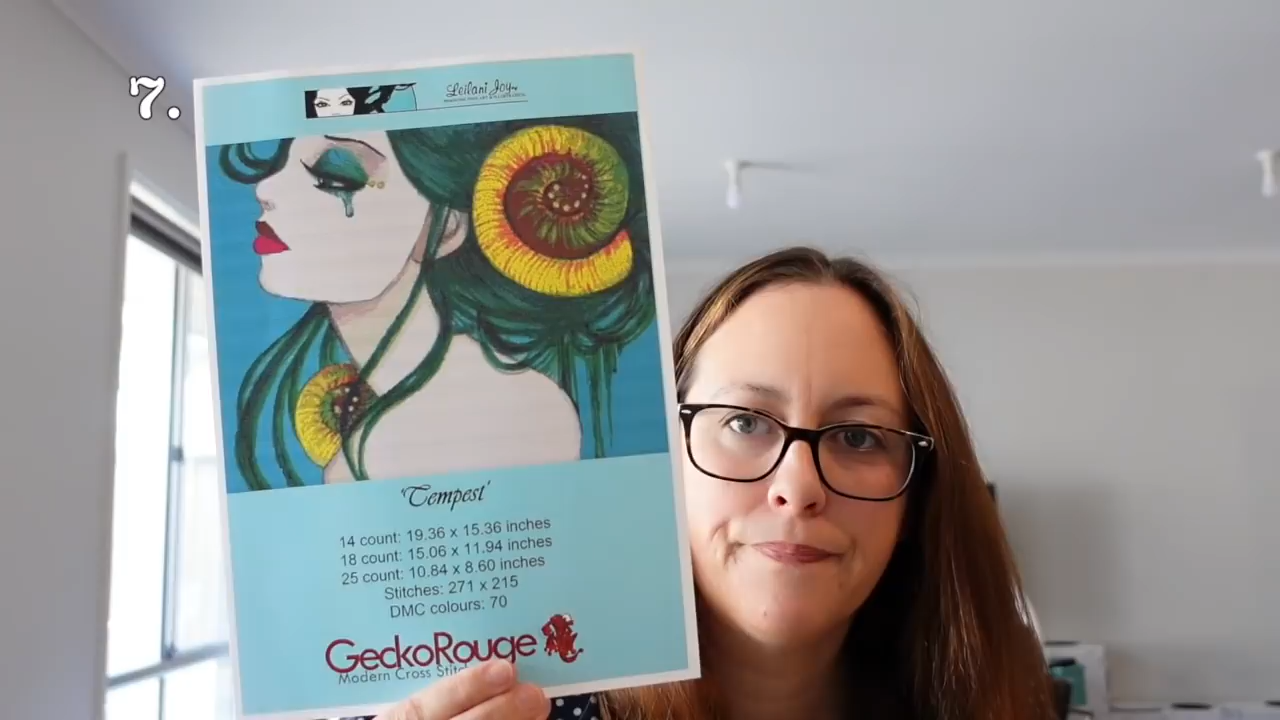 7.
Leilani Joy
'Tempest'
14 count: 19.36 x 15.36 inches
18 count: 15.06 x 11.94 inches
25 count: 10.84 x 8.60 inches
Stitches: 271 x 215
DMC colours: 70
GeckoRouge
Modern Cross Stitc